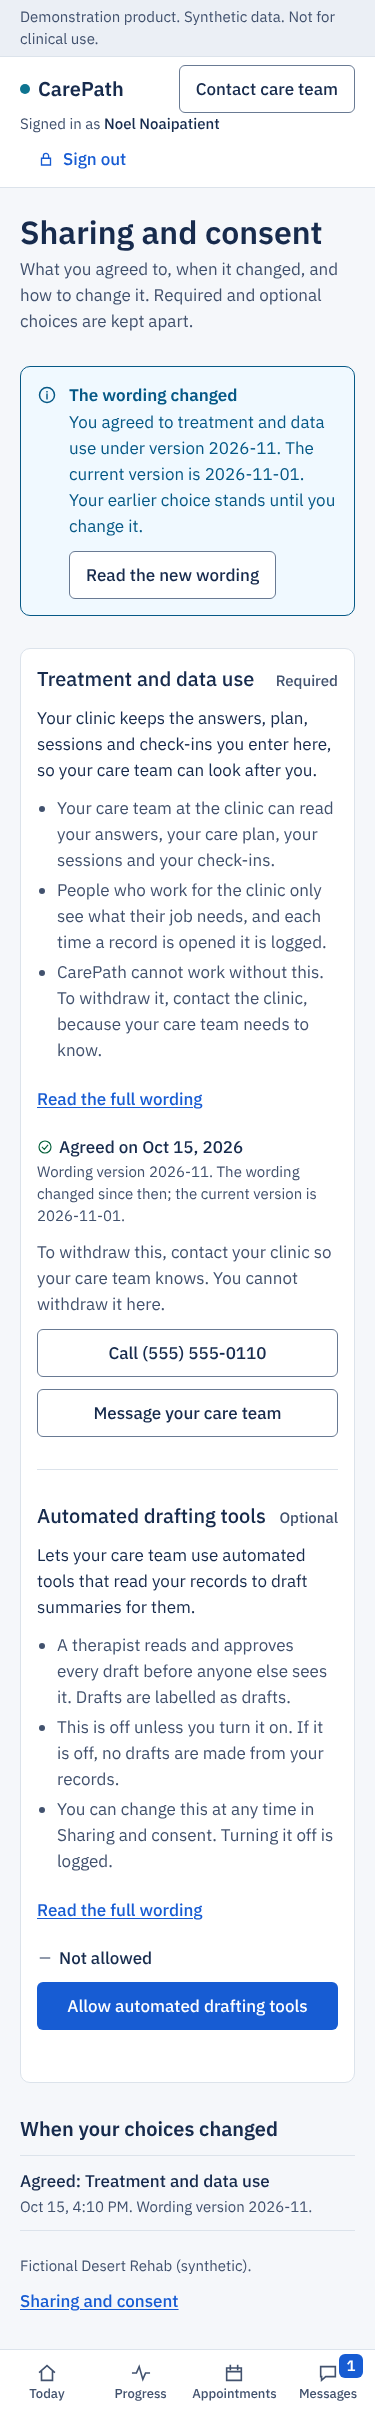 Demonstration product. Synthetic data. Not for
clinical use.
CarePath
Contact care team
Signed in as Noel Noaipatient
Sign out
Sharing and consent
What you agreed to, when it changed, and
how to change it. Required and optional
choices are kept apart.
The wording changed
You agreed to treatment and data
use under version 2026-11. The
current version is 2026-11-01.
Your earlier choice stands until you
change it.
Read the new wording
Treatment and data use
Required
Your clinic keeps the answers, plan,
sessions and check-ins you enter here,
so your care team can look after you.
• Your care team at the clinic can read
your answers, your care plan, your
sessions and your check-ins.
• People who work for the clinic only
see what their job needs, and each
time a record is opened it is logged.
• CarePath cannot work without this.
To withdraw it, contact the clinic,
because your care team needs to
know.
Read the full wording
Agreed on Oct 15, 2026
Wording version 2026-11. The wording
changed since then; the current version is
2026-11-01.
To withdraw this, contact your clinic so
your care team knows. You cannot
withdraw it here.
Call (555) 555-0110
Message your care team
Automated drafting tools
Optional
Lets your care team use automated
tools that read your records to draft
summaries for them.
• A therapist reads and approves
every draft before anyone else sees
it. Drafts are labelled as drafts.
• This is off unless you turn it on. If it
is off, no drafts are made from your
records.
• You can change this at any time in
Sharing and consent. Turning it off is
logged.
Read the full wording
Not allowed
Allow automated drafting tools
When your choices changed
Agreed: Treatment and data use
Oct 15, 4:10 PM. Wording version 2026-11.
Fictional Desert Rehab (synthetic).
Sharing and consent
1
Today
Progress
Appointments
Messages